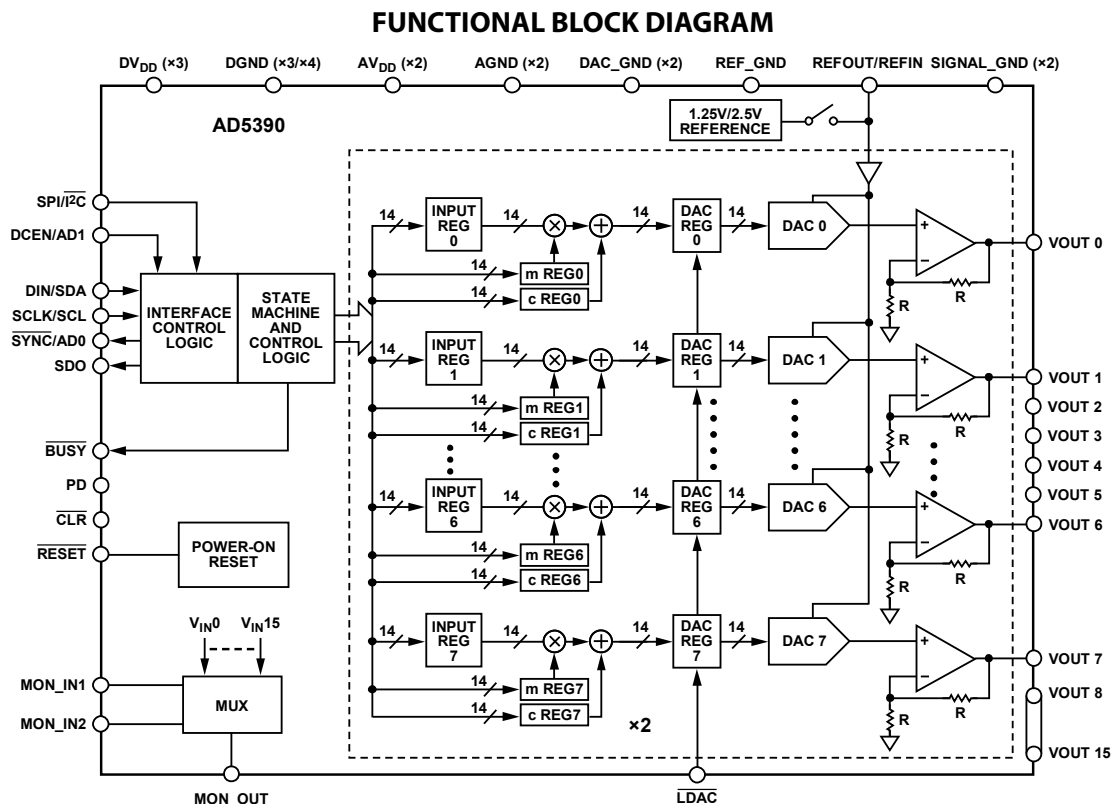 FUNCTIONAL BLOCK DIAGRAM
DVDD (×3)
DGND (×3/×4)
AVDD (×2)
AGND (×2)
DAC_GND (×2)
REF_GND
REFOUT/REFIN
SIGNAL_GND (×2)
AD5390
1.25V/2.5V
REFERENCE
SPI/I²C
DCEN/AD1
DIN/SDA
SCLK/SCL
SYNC/AD0
SDO
BUSY
PD
CLR
RESET
INTERFACE
CONTROL
LOGIC
STATE
MACHINE
AND
CONTROL
LOGIC
POWER-ON
RESET
VIN0
VIN15
MON_IN1
MON_IN2
MUX
MON_OUT
14
INPUT
REG
0
14
×
+
14
DAC
REG
0
14
DAC 0
+
−
R
R
VOUT 0
14
m REG0
14
c REG0
14
INPUT
REG
1
14
×
+
14
DAC
REG
1
14
DAC 1
+
−
R
R
VOUT 1
14
m REG1
14
c REG1
VOUT 2
VOUT 3
VOUT 4
VOUT 5
14
INPUT
REG
6
14
×
+
14
DAC
REG
6
14
DAC 6
+
−
R
R
VOUT 6
14
m REG6
14
c REG6
14
INPUT
REG
7
14
×
+
14
DAC
REG
7
14
DAC 7
+
−
R
R
VOUT 7
14
m REG7
14
c REG7
×2
VOUT 8
VOUT 15
LDAC